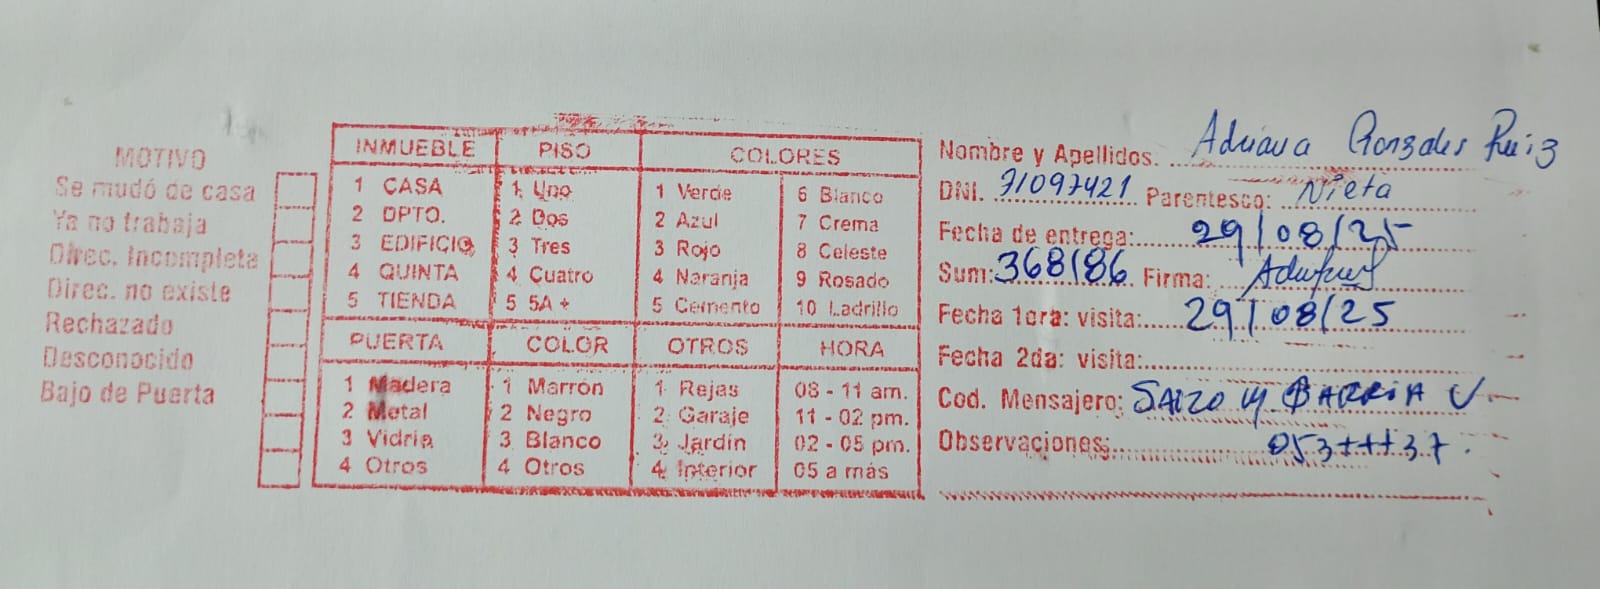 MOTIVO
Se mudó de casa
Ya no trabaja
Direc. Incompleta
Direc. no existe
Rechazado
Desconocido
Bajo de Puerta
INMUEBLE PISO COLORES
1 CASA 1 Uno 1 Verde 6 Blanco
2 DPTO. 2 Dos 2 Azul 7 Crema
3 EDIFICIO 3 Tres 3 Rojo 8 Celeste
4 QUINTA 4 Cuatro 4 Naranja 9 Rosado
5 TIENDA 5 5A + 5 Cemento 10 Ladrillo
PUERTA COLOR OTROS HORA
1 Madera 1 Marrón 1 Rejas 08 - 11 am.
2 Metal 2 Negro 2 Garaje 11 - 02 pm.
3 Vidrio 3 Blanco 3 Jardín 02 - 05 pm.
4 Otros 4 Otros 4 Interior 05 a más
Nombre y Apellidos: Adriana Gonzales Ruiz
DNI. 71097421 Parentesco: Nieta
Fecha de entrega: 29/08/25
Sum: 368186 Firma:
Fecha 1era: visita: 29/08/25
Fecha 2da: visita:
Cod. Mensajero: BARRIA V.
Observaciones: